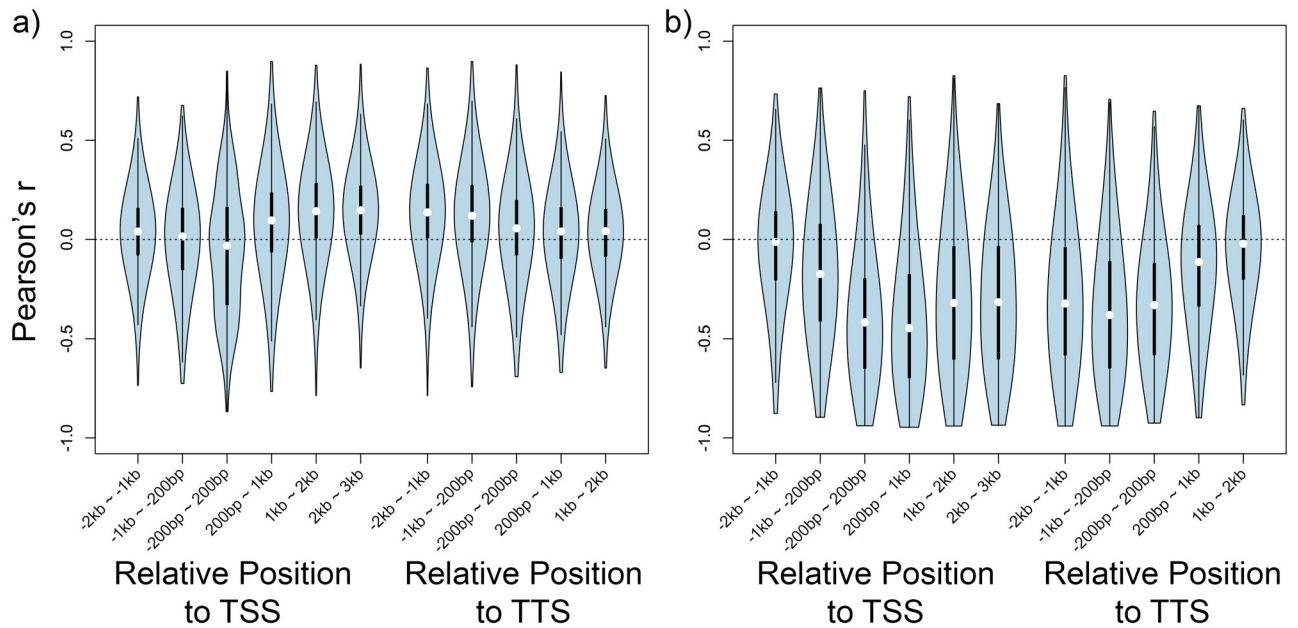 a)
Pearson's r
1.0
0.5
0.0
-0.5
-1.0
-2kb ~ -1kb
-1kb ~ -200bp
-200bp ~ 200bp
200bp ~ 1kb
1kb ~ 2kb
2kb ~ 3kb
-2kb ~ -1kb
-1kb ~ -200bp
-200bp ~ 200bp
200bp ~ 1kb
1kb ~ 2kb
Relative Position
to TSS
Relative Position
to TTS
b)
1.0
0.5
0.0
-0.5
-1.0
-2kb ~ -1kb
-1kb ~ -200bp
-200bp ~ 200bp
200bp ~ 1kb
1kb ~ 2kb
2kb ~ 3kb
-2kb ~ -1kb
-1kb ~ -200bp
-200bp ~ 200bp
200bp ~ 1kb
1kb ~ 2kb
Relative Position
to TSS
Relative Position
to TTS